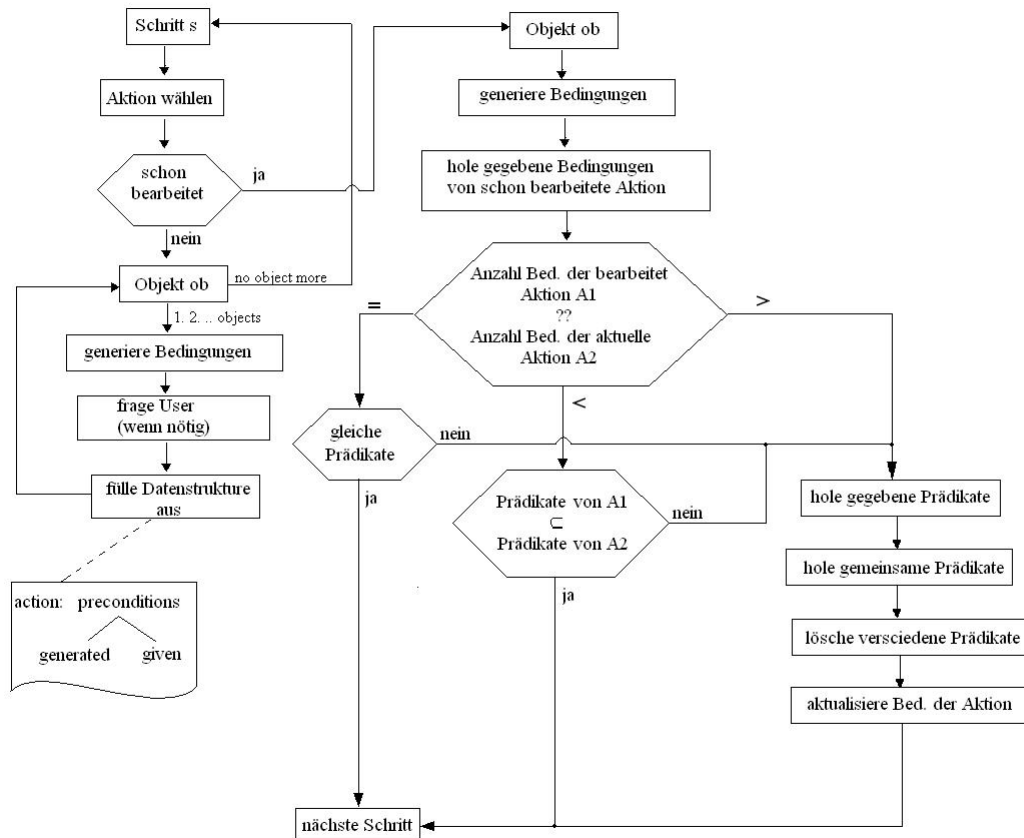 Schritt s
Aktion wählen
schon
bearbeitet
ja
nein
Objekt ob
no object more
1. 2. .. objects
generiere Bedingungen
frage User
(wenn nötig)
fülle Datenstrukture
aus
action: preconditions
generated given
Objekt ob
generiere Bedingungen
hole gegebene Bedingungen
von schon bearbeitete Aktion
Anzahl Bed. der bearbeitet
Aktion A1
??
Anzahl Bed. der aktuelle
Aktion A2
=
>
<
gleiche
Prädikate
nein
ja
Prädikate von A1
⊂
Prädikate von A2
nein
ja
hole gegebene Prädikate
hole gemeinsame Prädikate
lösche versciedene Prädikate
aktualisiere Bed. der Aktion
nächste Schritt